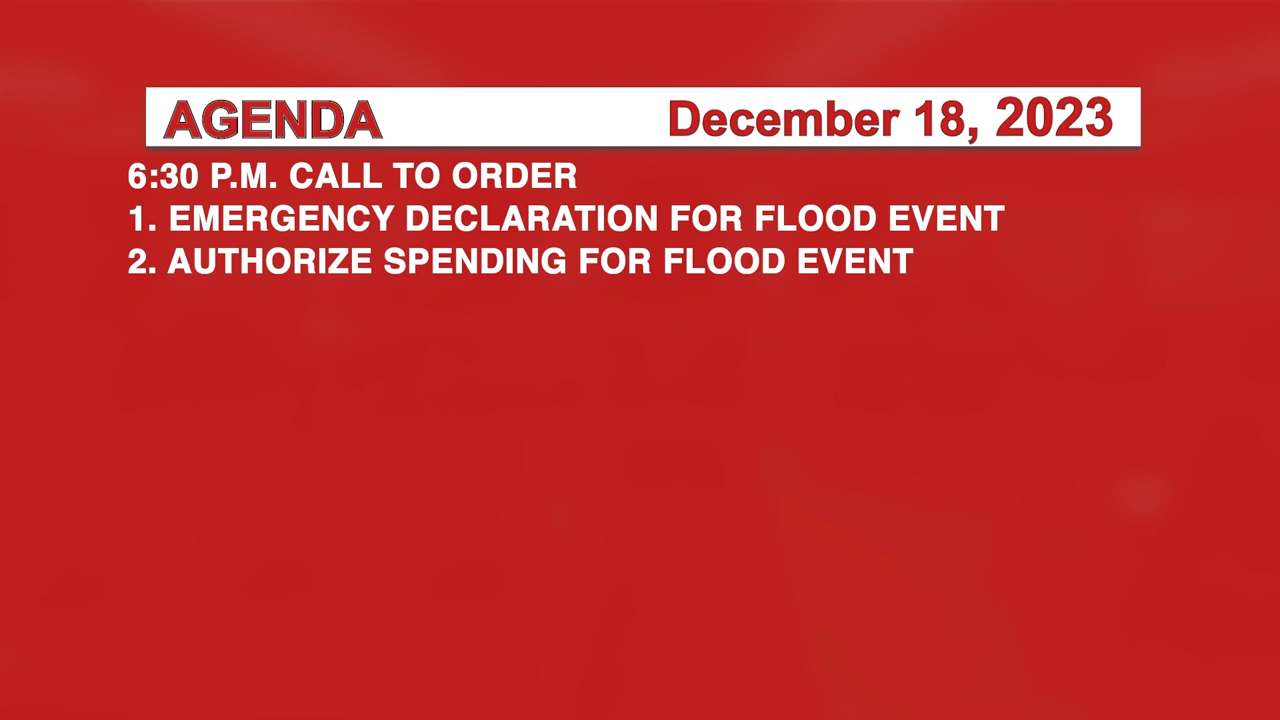 AGENDA December 18, 2023
6:30 P.M. CALL TO ORDER
1. EMERGENCY DECLARATION FOR FLOOD EVENT
2. AUTHORIZE SPENDING FOR FLOOD EVENT